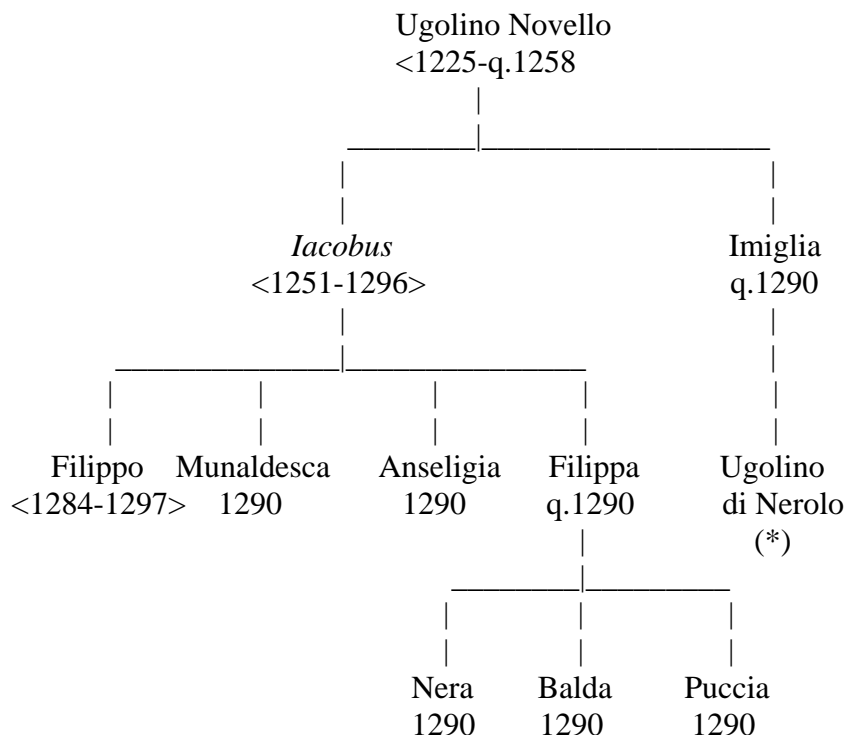 Ugolino Novello
<1225-q.1258
Iacobus Imiglia
<1251-1296> q.1290
Filippo Munaldesca Anseligia Filippa Ugolino
<1284-1297> 1290 1290 q.1290 di Nerolo
(*)
Nera Balda Puccia
1290 1290 1290